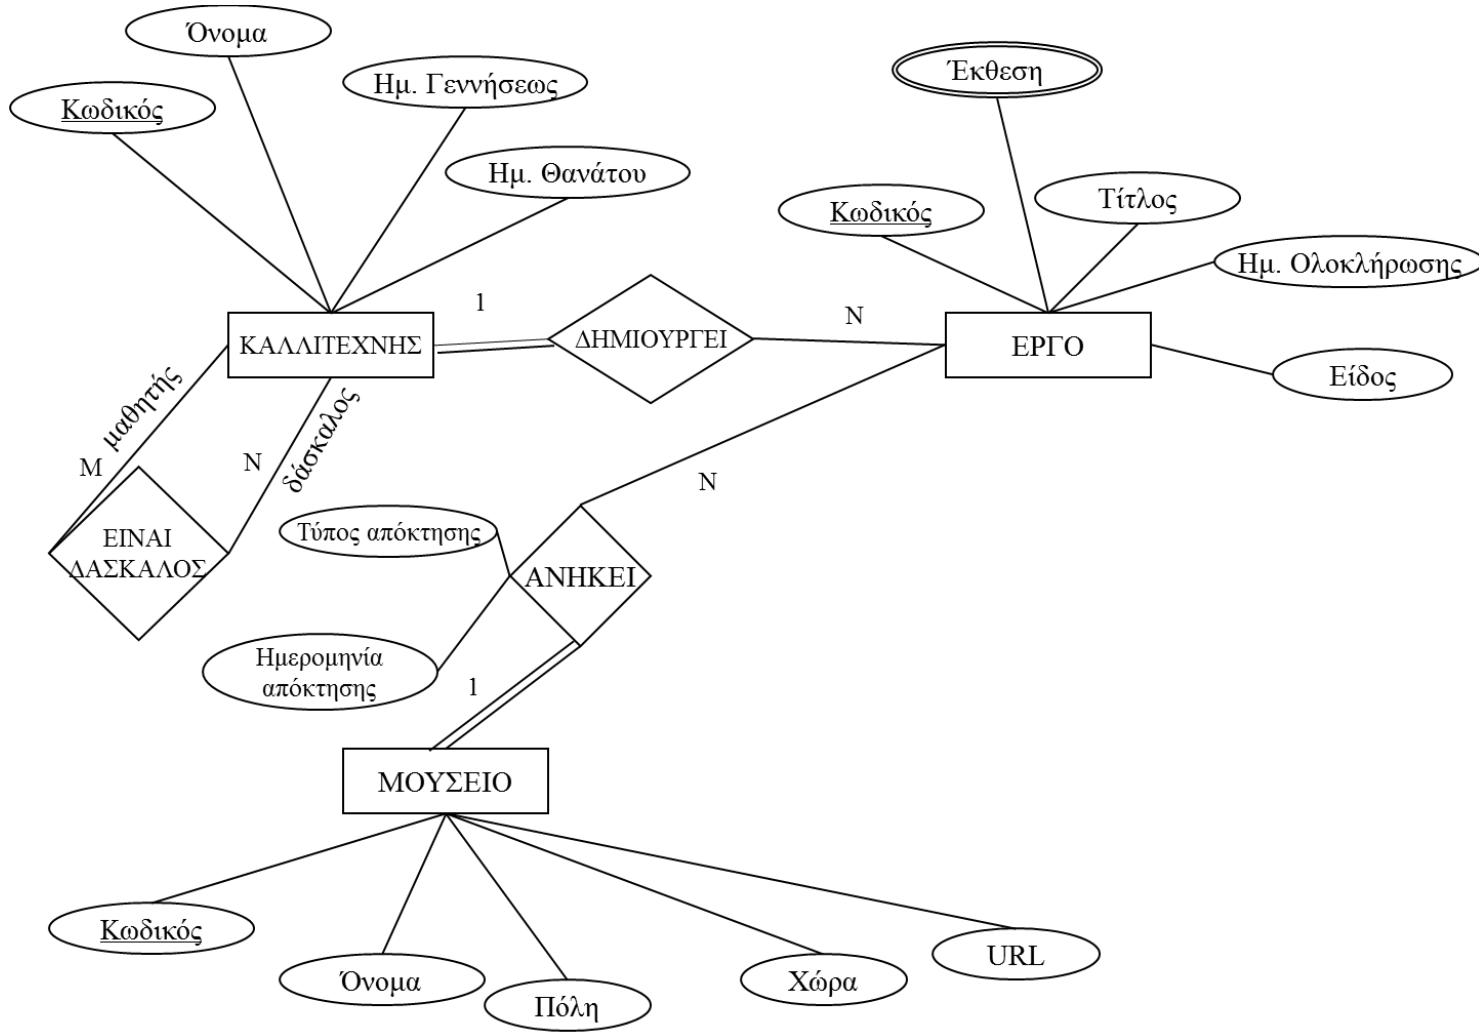 Όνομα
Κωδικός
Ημ. Γεννήσεως
Ημ. Θανάτου
Έκθεση
Κωδικός
Τίτλος
Ημ. Ολοκλήρωσης
Είδος
ΚΑΛΛΙΤΕΧΝΗΣ
1
ΔΗΜΙΟΥΡΓΕΙ
N
ΕΡΓΟ
μαθητής
M
N
δάσκαλος
ΕΙΝΑΙ
ΔΑΣΚΑΛΟΣ
N
Τύπος απόκτησης
ΑΝΗΚΕΙ
Ημερομηνία
απόκτησης
1
ΜΟΥΣΕΙΟ
Κωδικός
Όνομα
Πόλη
Χώρα
URL